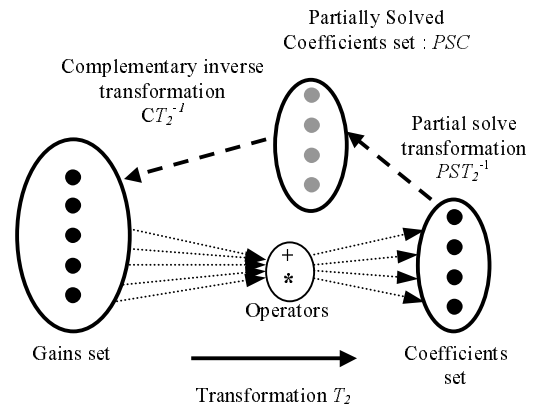 Partially Solved
Coefficients set : PSC
Complementary inverse
transformation
CT₂⁻¹
Partial solve
transformation
PST₂⁻¹
+
*
Operators
Gains set
Coefficients
set
Transformation T₂